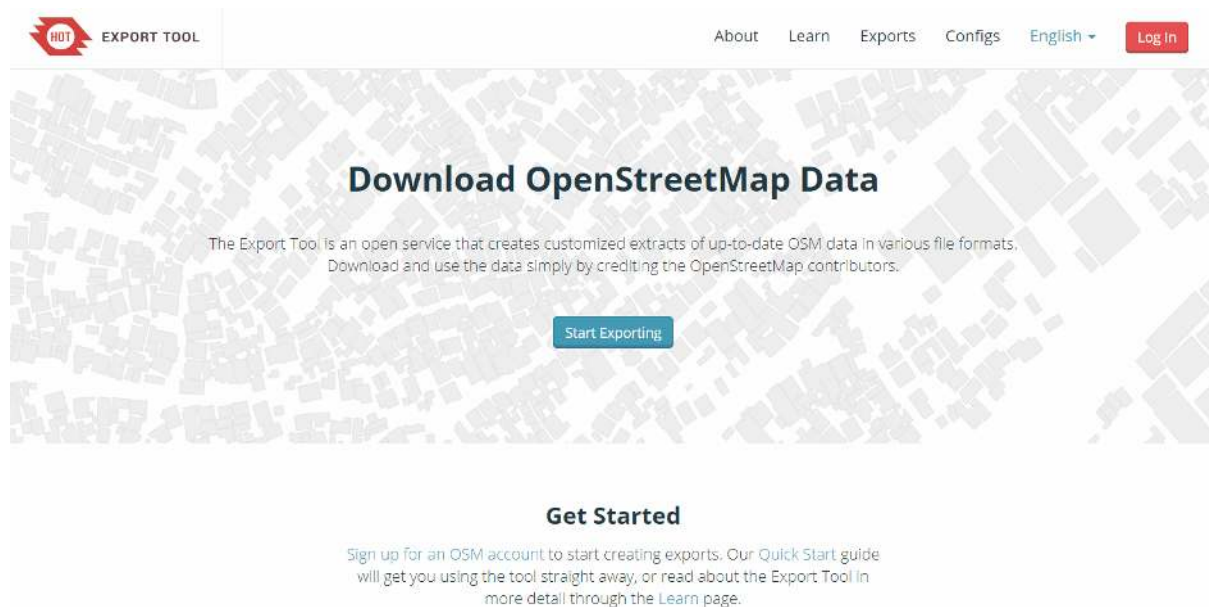 HOT EXPORT TOOL
About Learn Exports Configs English Log In
Download OpenStreetMap Data
The Export Tool is an open service that creates customized extracts of up-to-date OSM data in various file formats.
Download and use the data simply by crediting the OpenStreetMap contributors.
Start Exporting
Get Started
Sign up for an OSM account to start creating exports. Our Quick Start guide
will get you using the tool straight away, or read about the Export Tool in
more detail through the Learn page.